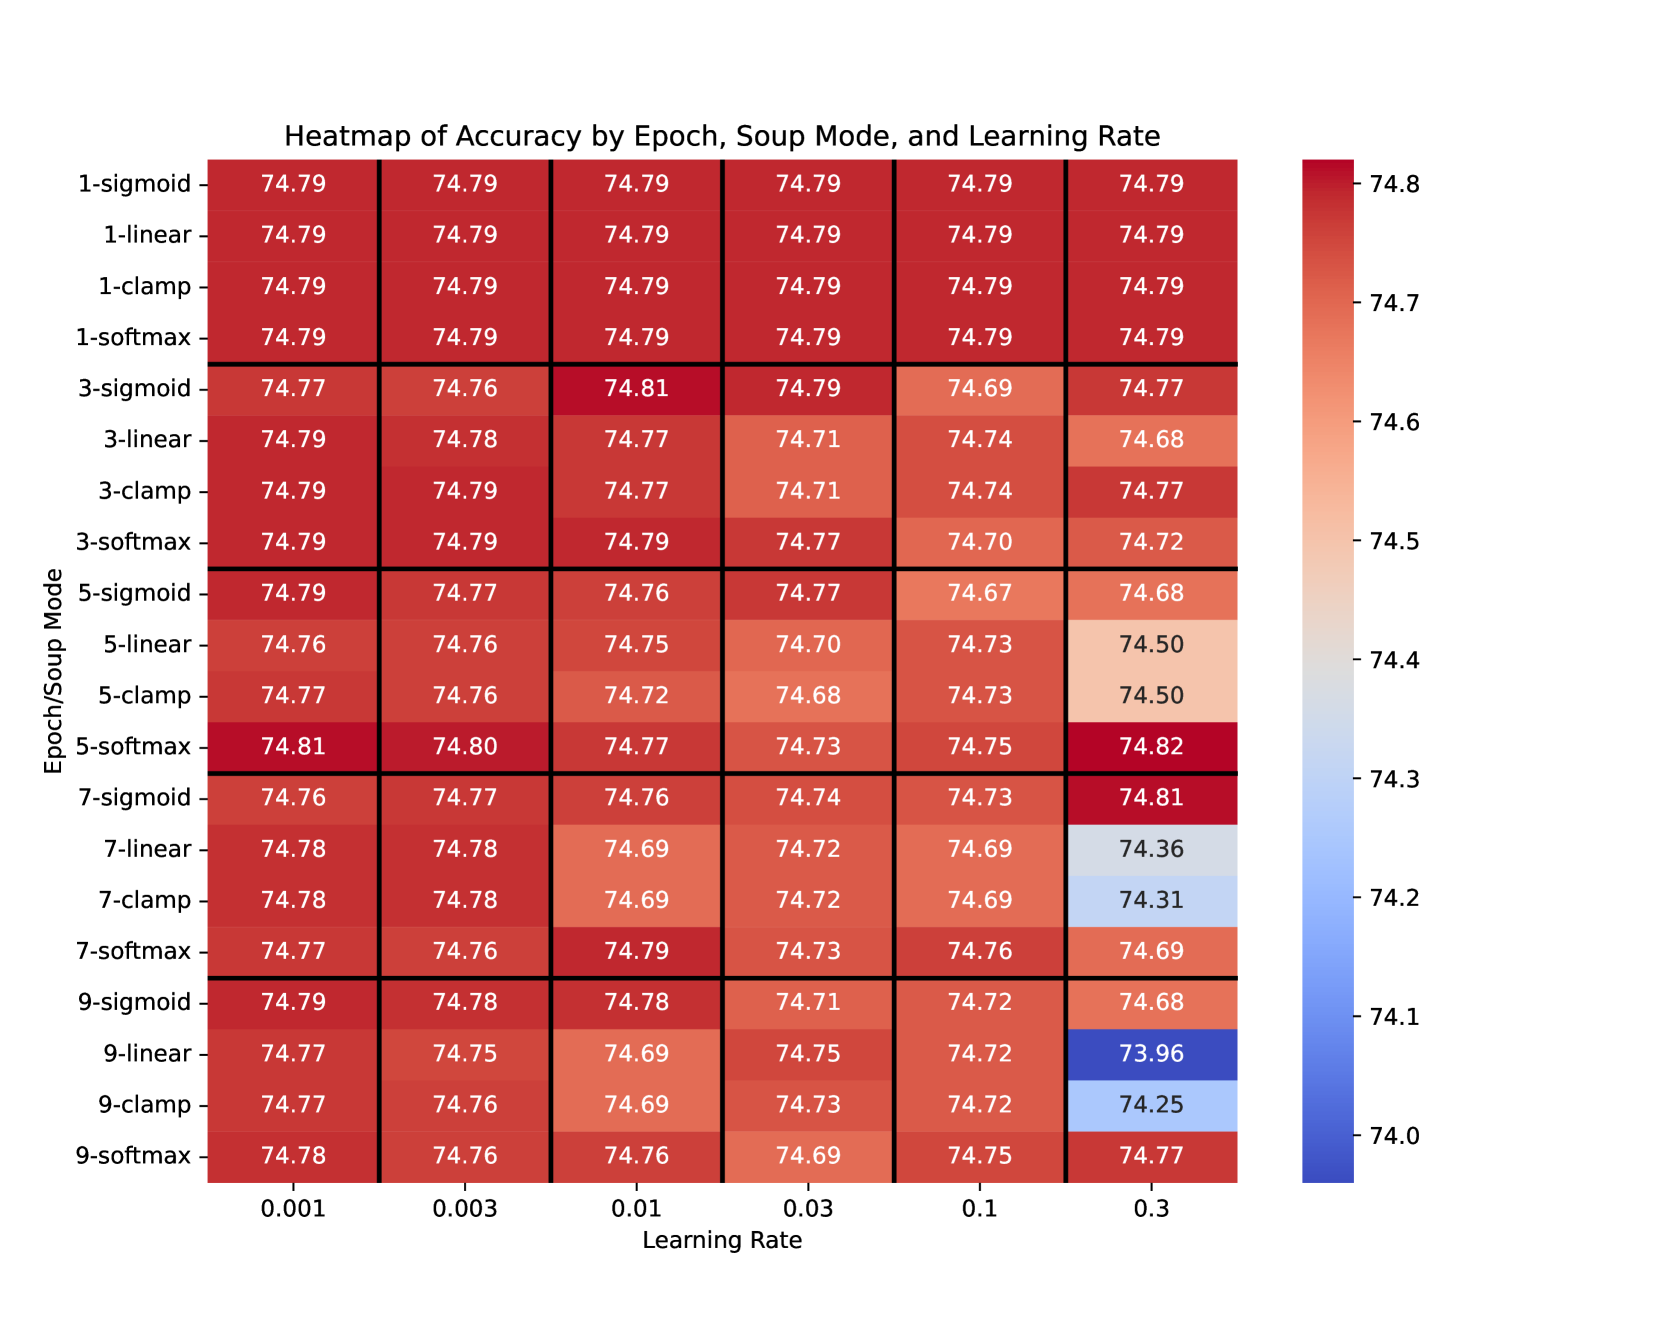 Heatmap of Accuracy by Epoch, Soup Mode, and Learning Rate
1-sigmoid 74.79 74.79 74.79 74.79 74.79 74.79
1-linear 74.79 74.79 74.79 74.79 74.79 74.79
1-clamp 74.79 74.79 74.79 74.79 74.79 74.79
1-softmax 74.79 74.79 74.79 74.79 74.79 74.79
3-sigmoid 74.77 74.76 74.81 74.79 74.69 74.77
3-linear 74.79 74.78 74.77 74.71 74.74 74.68
3-clamp 74.79 74.79 74.77 74.71 74.74 74.77
3-softmax 74.79 74.79 74.79 74.77 74.70 74.72
5-sigmoid 74.79 74.77 74.76 74.77 74.67 74.68
5-linear 74.76 74.76 74.75 74.70 74.73 74.50
5-clamp 74.77 74.76 74.72 74.68 74.73 74.50
5-softmax 74.81 74.80 74.77 74.73 74.75 74.82
7-sigmoid 74.76 74.77 74.76 74.74 74.73 74.81
7-linear 74.78 74.78 74.69 74.72 74.69 74.36
7-clamp 74.78 74.78 74.69 74.72 74.69 74.31
7-softmax 74.77 74.76 74.79 74.73 74.76 74.69
9-sigmoid 74.79 74.78 74.78 74.71 74.72 74.68
9-linear 74.77 74.75 74.69 74.75 74.72 73.96
9-clamp 74.77 74.76 74.69 74.73 74.72 74.25
9-softmax 74.78 74.76 74.76 74.69 74.75 74.77
0.001 0.003 0.01 0.03 0.1 0.3
Learning Rate
Epoch/Soup Mode
74.8
74.7
74.6
74.5
74.4
74.3
74.2
74.1
74.0